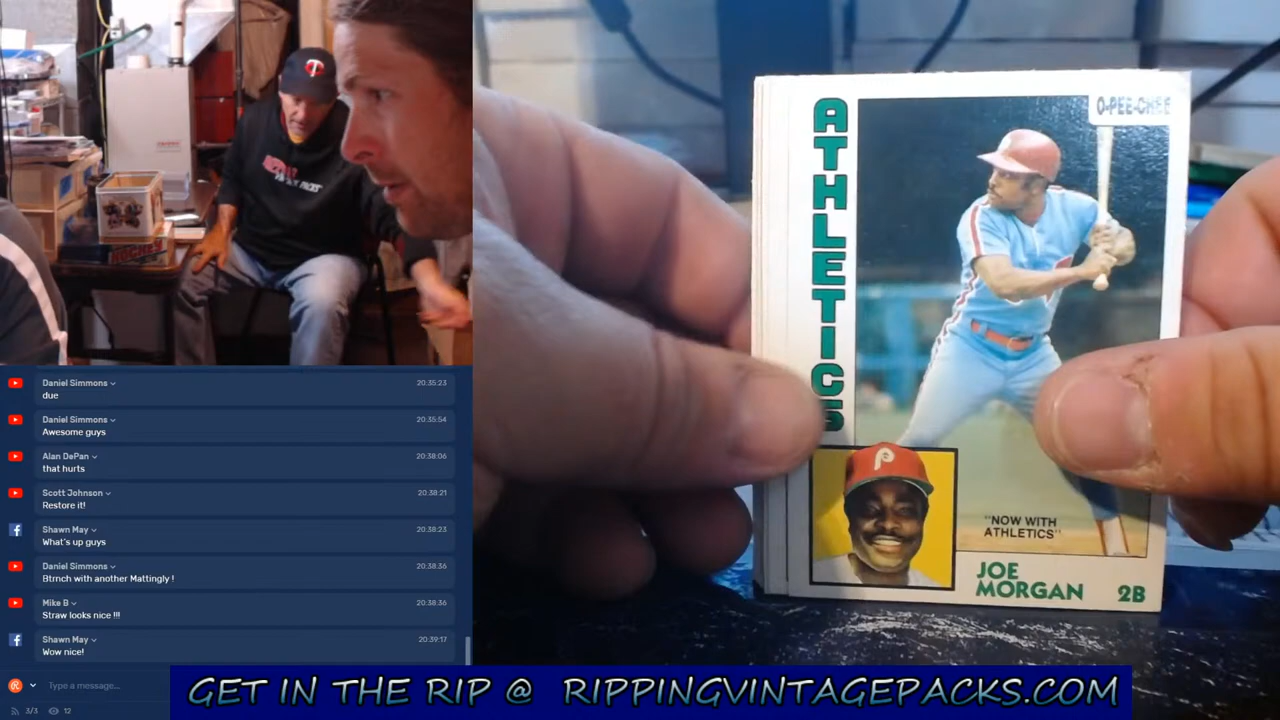 HOCKEY
Daniel Simmons
20:35:23
due
Daniel Simmons
20:35:54
Awesome guys
Alan DePan
20:38:06
that hurts
Scott Johnson
20:38:21
Restore it!
Shawn May
20:38:23
What's up guys
Daniel Simmons
20:38:36
Btrnch with another Mattingly !
Mike B
20:38:36
Straw looks nice !!!
Shawn May
20:39:17
Wow nice!
Type a message...
3/3 12
O-PEE-CHEE
ATHLETICS
P
"NOW WITH
ATHLETICS"
JOE
MORGAN 2B
GET IN THE RIP @ RIPPINGVINTAGEPACKS.COM